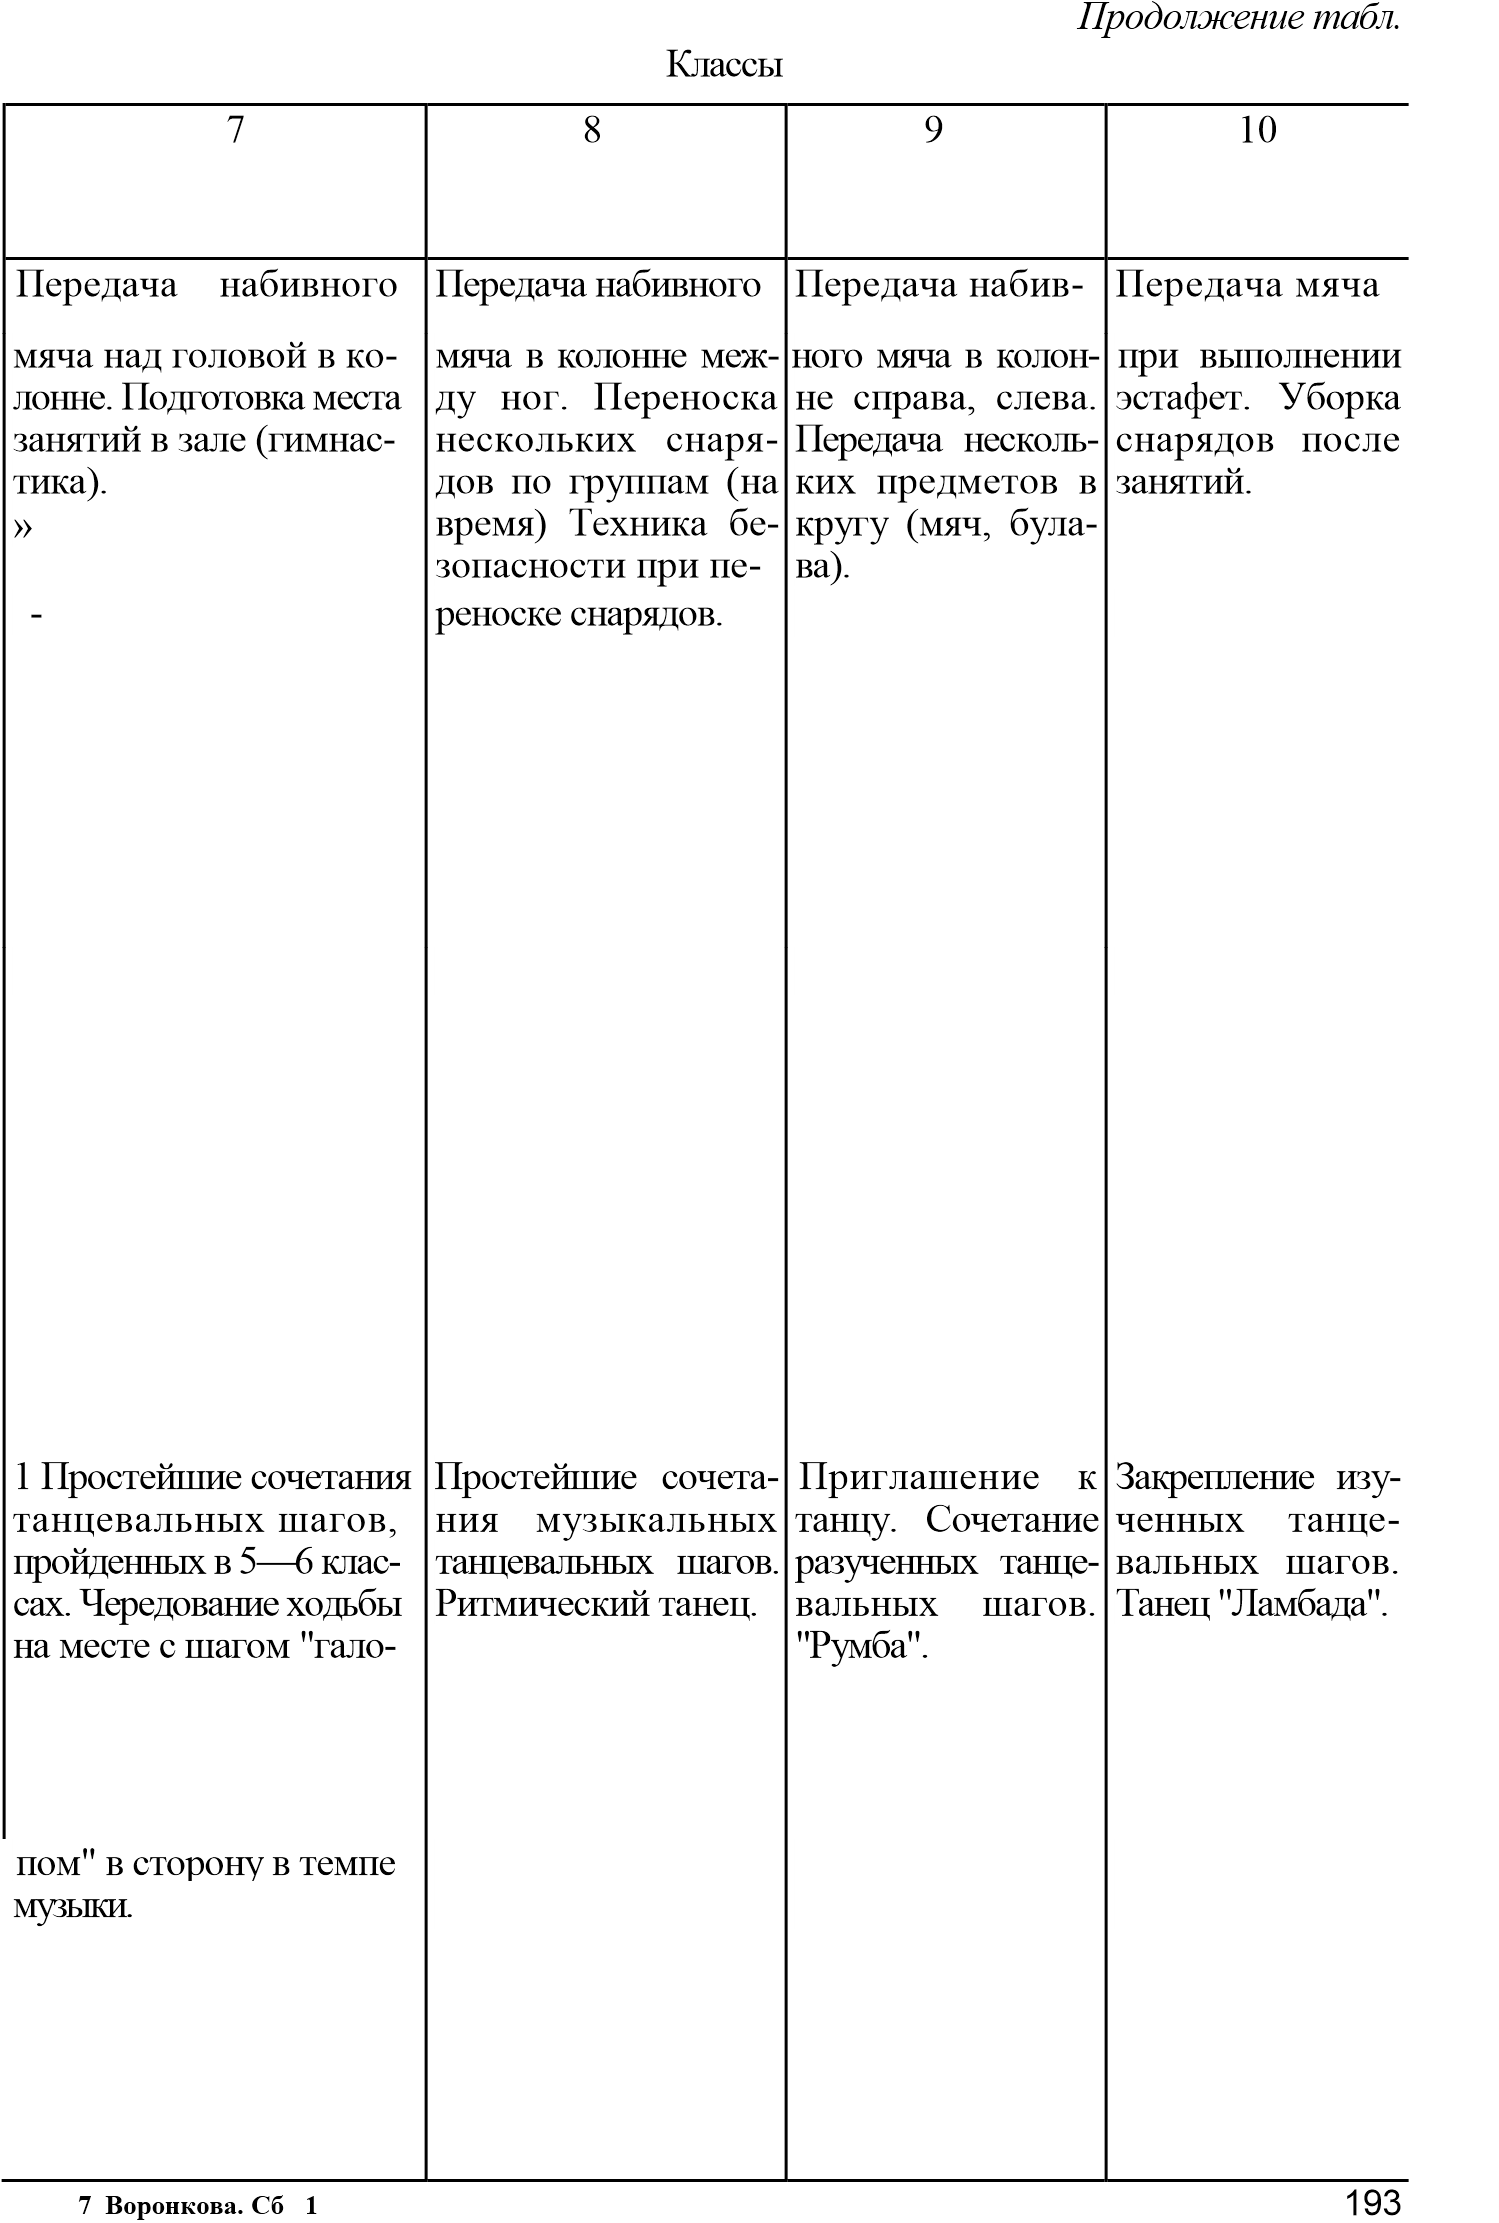 Продолжение табл.
Классы
7
8
9
10
Передача набивного
мяча над головой в ко-
лонне. Подготовка места
занятий в зале (гимнас-
тика).
»
-
Передача набивного
мяча в колонне меж-
ду ног. Переноска
нескольких снаря-
дов по группам (на
время) Техника бе-
зопасности при пе-
реноске снарядов.
Передача набив-
ного мяча в колон-
не справа, слева.
Передача несколь-
ких предметов в
кругу (мяч, була-
ва).
Передача мяча
при выполнении
эстафет. Уборка
снарядов после
занятий.
1 Простейшие сочетания
танцевальных шагов,
пройденных в 5—6 клас-
сах. Чередование ходьбы
на месте с шагом "гало-
пом" в сторону в темпе
музыки.
Простейшие сочета-
ния музыкальных
танцевальных шагов.
Ритмический танец.
Приглашение к
танцу. Сочетание
разученных танце-
вальных шагов.
"Румба".
Закрепление изу-
ченных танце-
вальных шагов.
Танец "Ламбада".
7 Воронкова. Сб 1
193